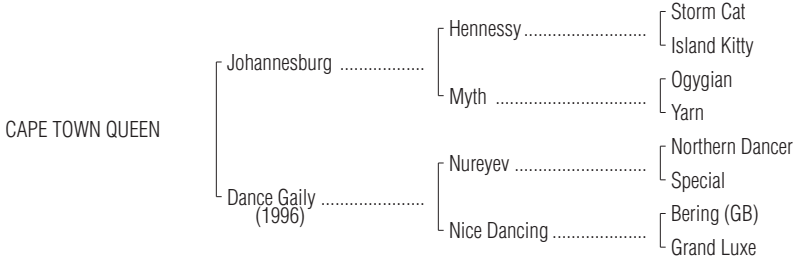 Storm Cat
Hennessy ..........................
Island Kitty
Johannesburg ..................
Ogygian
Myth ................................
Yarn
CAPE TOWN QUEEN
Northern Dancer
Nureyev ............................
Special
Dance Gaily ......................
(1996)
Bering (GB)
Nice Dancing ....................
Grand Luxe